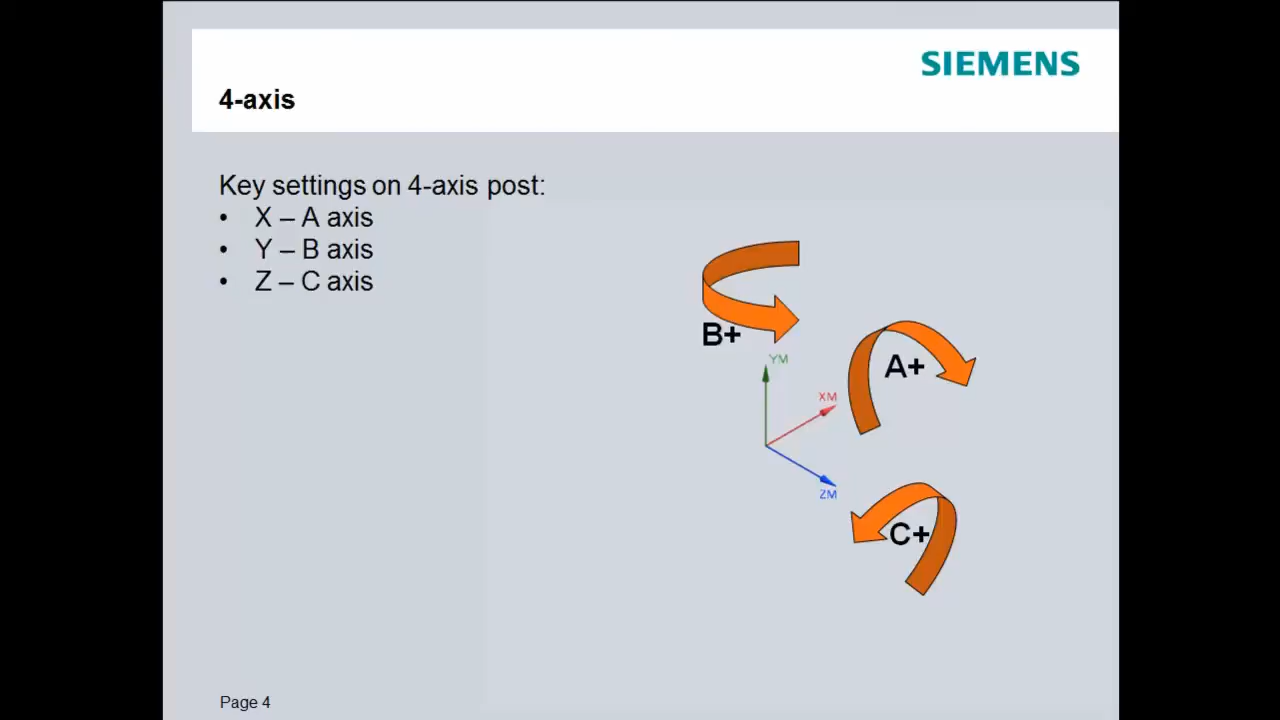 SIEMENS
4-axis
Key settings on 4-axis post:
• X – A axis
• Y – B axis
• Z – C axis
B+
YM
A+
XM
ZM
C+
Page 4